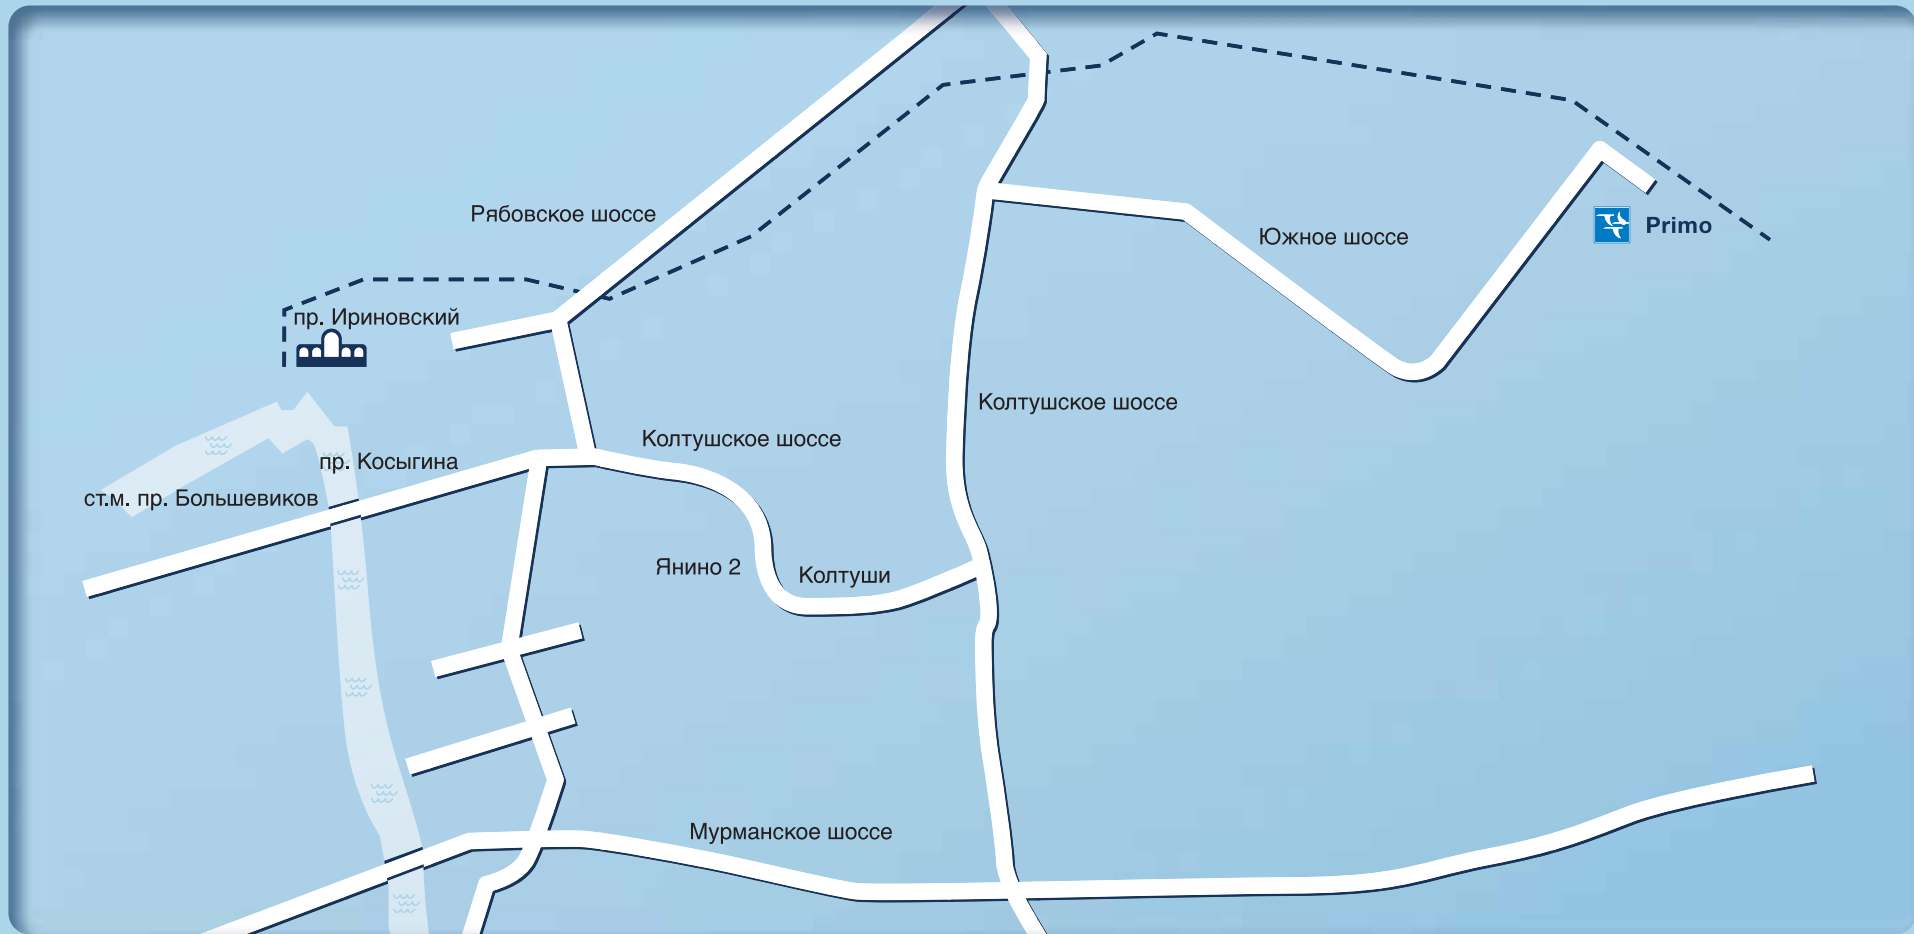 Рябовское шоссе
Южное шоссе
Primo
пр. Ириновский
Колтушское шоссе
Колтушское шоссе
пр. Косыгина
ст.м. пр. Большевиков
Янино 2
Колтуши
Мурманское шоссе